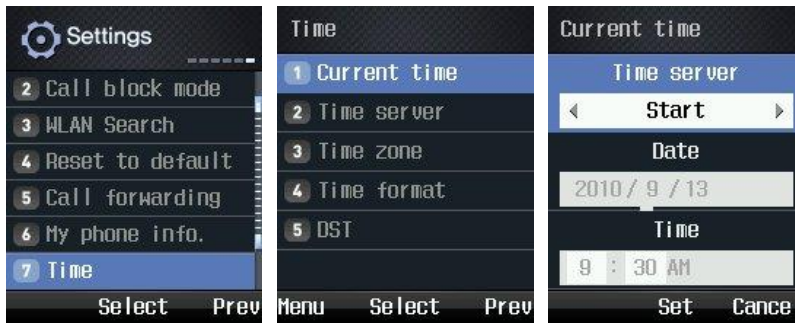 Settings
2 Call block mode
3 WLAN Search
4 Reset to default
5 Call forwarding
6 My phone info.
7 Time
Select Prev
Time
1 Current time
2 Time server
3 Time zone
4 Time format
5 DST
Menu Select Prev
Current time
Time server
Start
Date
2010 / 9 / 13
Time
9 : 30 AM
Set Cance